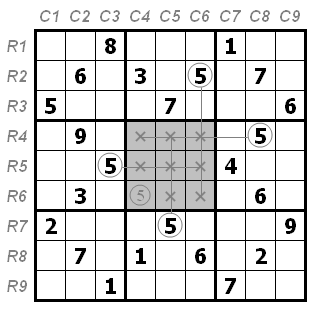 C1 C2 C3 C4 C5 C6 C7 C8 C9
R1 8 1
R2 6 3 5 7
R3 5 7 6
R4 9 × × × 5
R5 5 × × × 4
R6 3 5 × × 6
R7 2 5 9
R8 7 1 6 2
R9 1 7